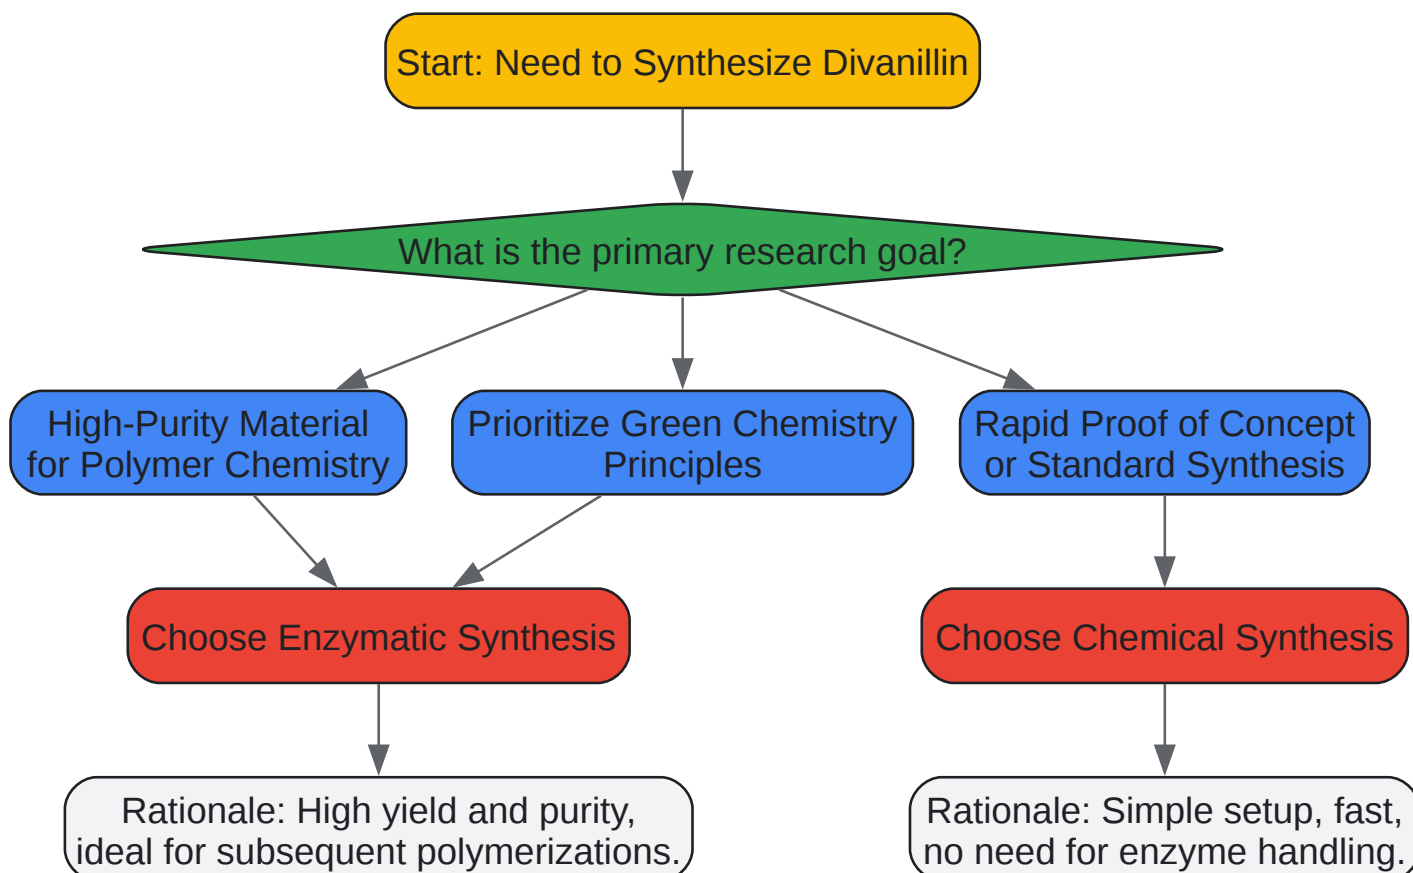 Start: Need to Synthesize Divanillin
What is the primary research goal?
High-Purity Material
for Polymer Chemistry
Prioritize Green Chemistry
Principles
Rapid Proof of Concept
or Standard Synthesis
Choose Enzymatic Synthesis
Choose Chemical Synthesis
Rationale: High yield and purity,
ideal for subsequent polymerizations.
Rationale: Simple setup, fast,
no need for enzyme handling.